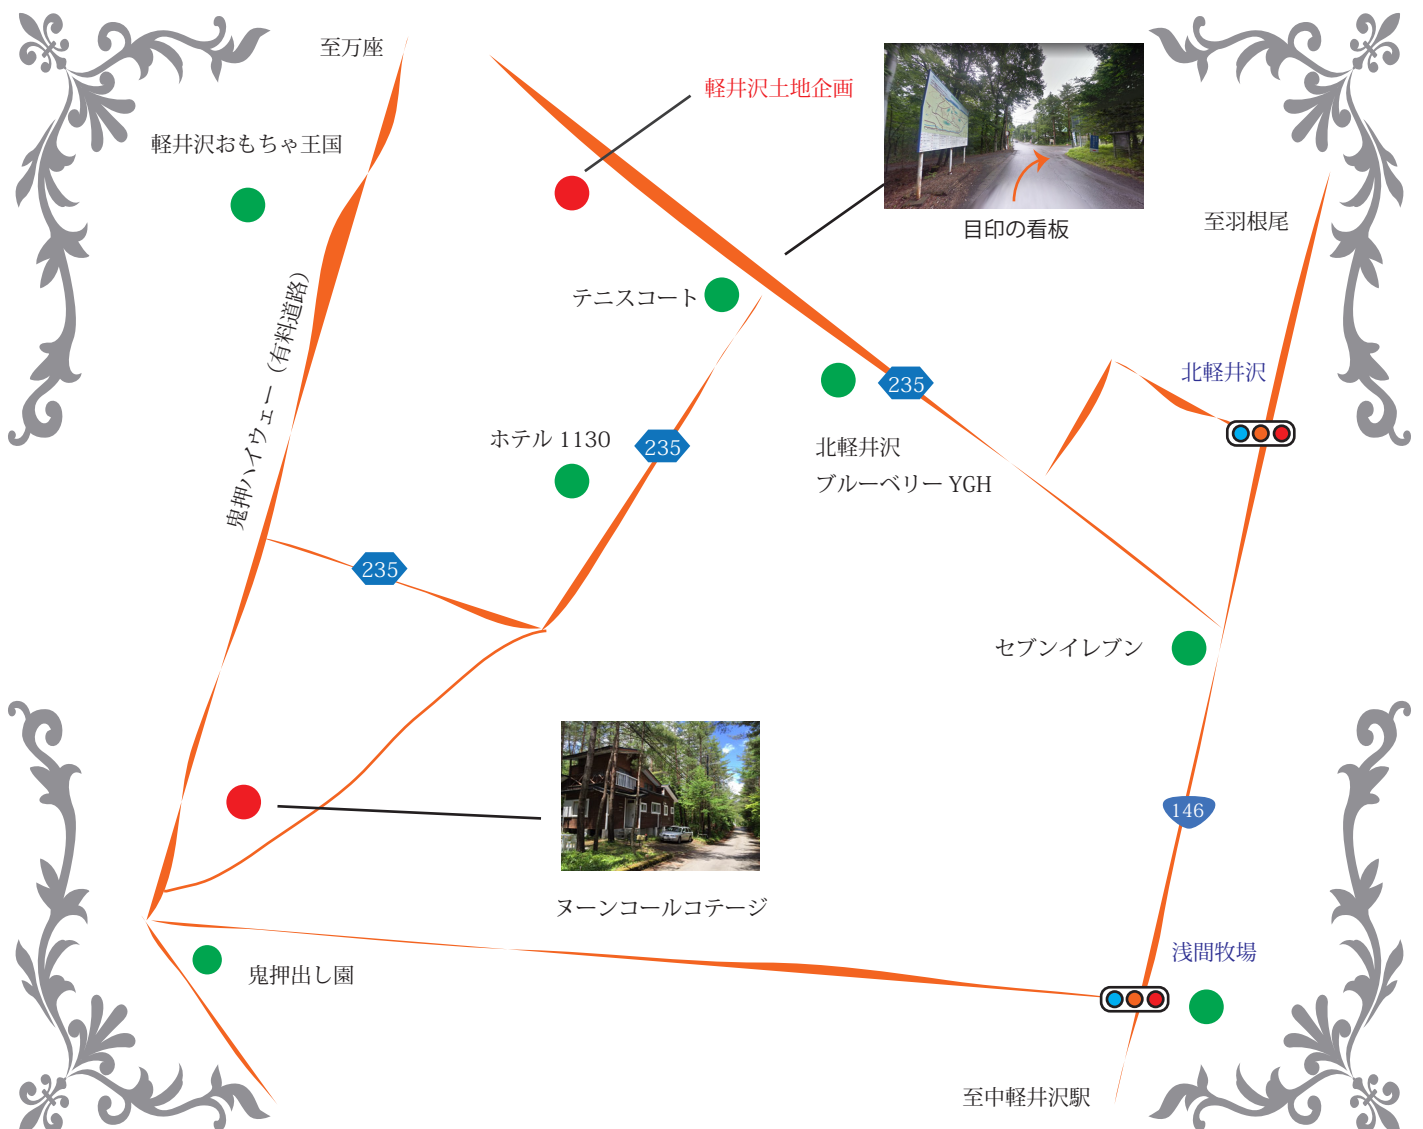 至万座
軽井沢土地企画
軽井沢おもちゃ王国
目印の看板
至羽根尾
テニスコート
鬼押ハイウェー（有料道路）
北軽井沢
235
ホテル 1130
235
北軽井沢
ブルーベリー YGH
235
セブンイレブン
146
ヌーンコールコテージ
浅間牧場
鬼押出し園
至中軽井沢駅